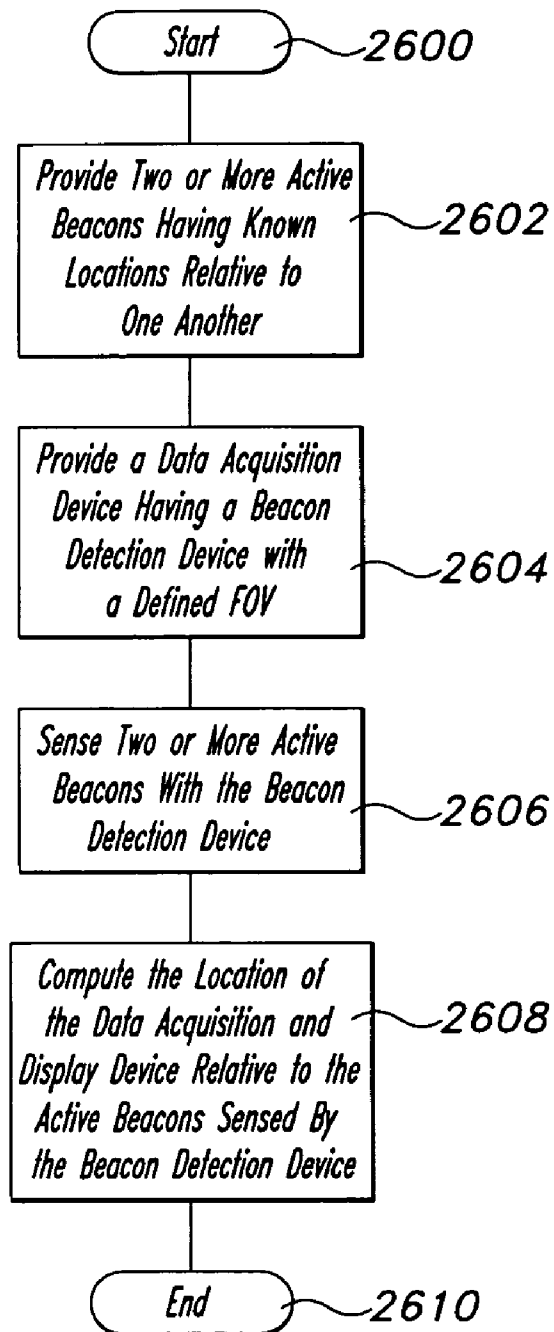 Start
2600
Provide Two or More Active
Beacons Having Known
Locations Relative to
One Another
2602
Provide a Data Acquisition
Device Having a Beacon
Detection Device with
a Defined FOV
2604
Sense Two or More Active
Beacons With the Beacon
Detection Device
2606
Compute the Location of
the Data Acquisition and
Display Device Relative to the
Active Beacons Sensed By
the Beacon Detection Device
2608
End
2610